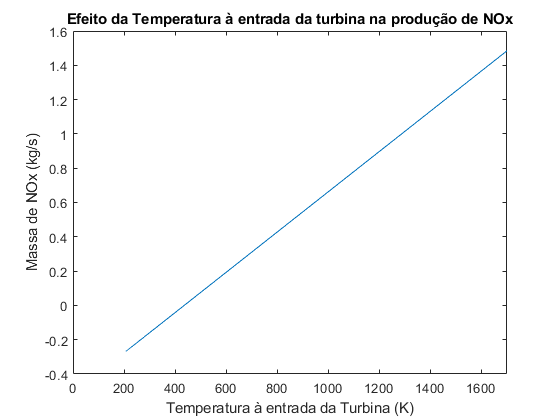 Efeito da Temperatura à entrada da turbina na produção de NOx
1.6
1.4
1.2
1
0.8
0.6
0.4
0.2
0
-0.2
-0.4
Massa de NOx (kg/s)
0 200 400 600 800 1000 1200 1400 1600
Temperatura à entrada da Turbina (K)